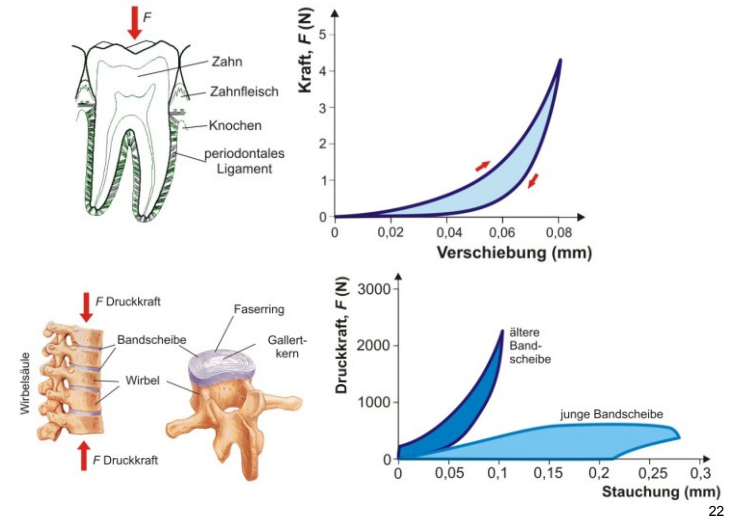 F
Zahn
Zahnfleisch
Knochen
periodontales
Ligament
Kraft, F (N)
5
4
3
2
1
0
0
0,02
0,04
0,06
0,08
Verschiebung (mm)
Wirbelsäule
F Druckkraft
Bandscheibe
Wirbel
F Druckkraft
Faserring
Gallert-
kern
Druckkraft, F (N)
3000
2000
1000
0
ältere
Band-
scheibe
junge Bandscheibe
0
0,05
0,1
0,15
0,2
0,25
0,3
Stauchung (mm)
22